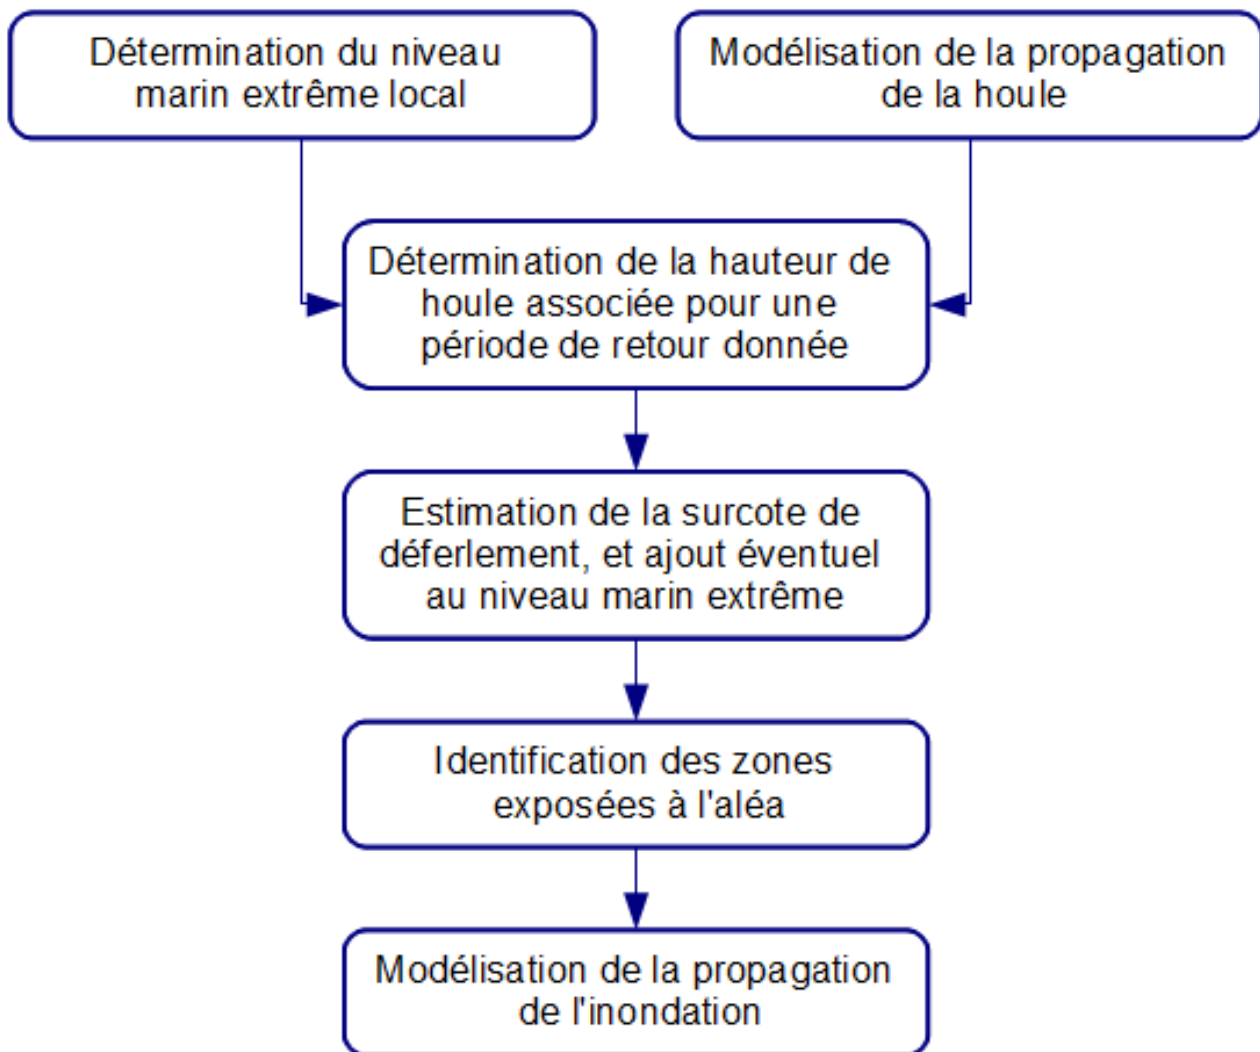 Détermination du niveau
marin extrême local
Modélisation de la propagation
de la houle
Détermination de la hauteur de
houle associée pour une
période de retour donnée
Estimation de la surcote de
déferlement, et ajout éventuel
au niveau marin extrême
Identification des zones
exposées à l'aléa
Modélisation de la propagation
de l'inondation